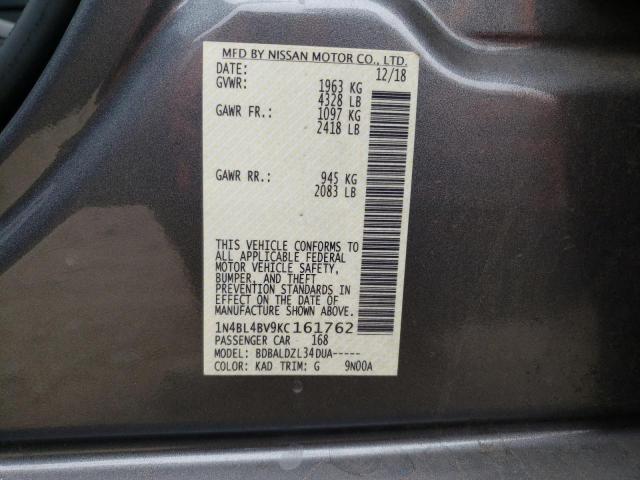 MFD BY NISSAN MOTOR CO., LTD.
DATE: 12/18
GVWR: 1963 KG
4328 LB
GAWR FR.: 1097 KG
2418 LB
GAWR RR.: 945 KG
2083 LB
THIS VEHICLE CONFORMS TO
ALL APPLICABLE FEDERAL
MOTOR VEHICLE SAFETY,
BUMPER, AND THEFT
PREVENTION STANDARDS IN
EFFECT ON THE DATE OF
MANUFACTURE SHOWN ABOVE.
1N4BL4BV9KC161762
PASSENGER CAR 168
MODEL: BDBALDZL34DUA-----
COLOR: KAD TRIM: G 9N00A